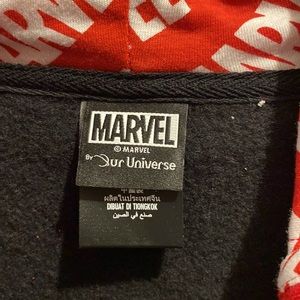 MARVEL
MARVEL
© MARVEL
By Our Universe
ผลิตในประเทศจีน
DIBUAT DI TIONGKOK
صنع في الصين